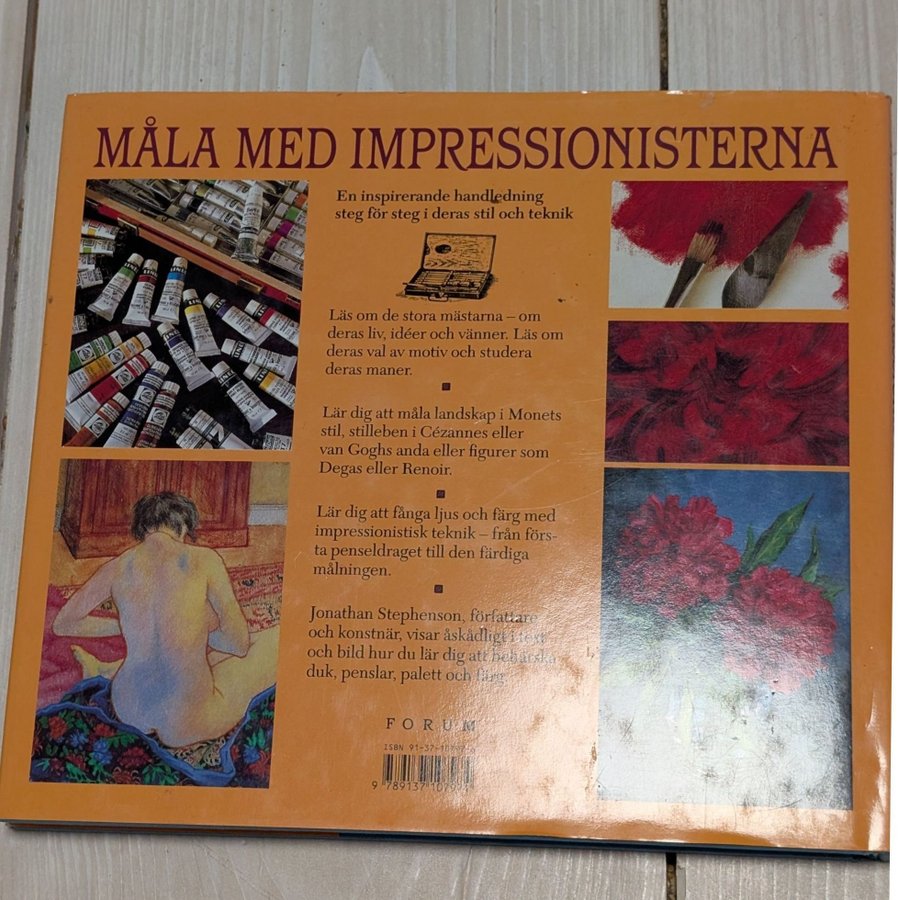 MÅLA MED IMPRESSIONISTERNA
En inspirerande handledning
steg för steg i deras stil och teknik
Läs om de stora mästarna – om
deras liv, idéer och vänner. Läs om
deras val av motiv och studera
deras maner.
Lär dig att måla landskap i Monets
stil, stilleben i Cézannes eller
van Goghs anda eller figurer som
Degas eller Renoir.
Lär dig att fånga ljus och färg med
impressionistisk teknik – från förs-
ta penseldraget till den färdiga
målningen.
Jonathan Stephenson, författare
och konstnär, visar åskådligt i text
och bild hur du lär dig att behärska
duk, penslar, palett och färg.
FORUM
ISBN